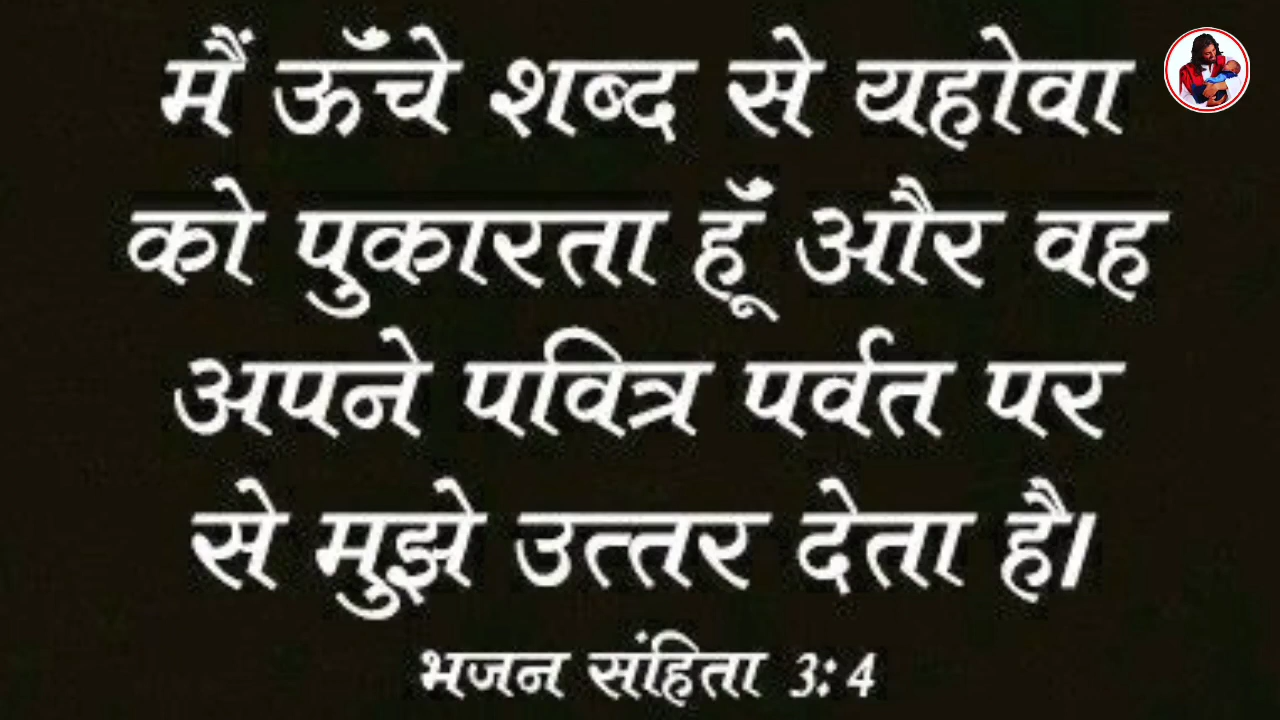 मैं ऊँचे शब्द से यहोवा
को पुकारता हूँ और वह
अपने पवित्र पर्वत पर
से मुझे उत्तर देता है।
भजन संहिता 3:4